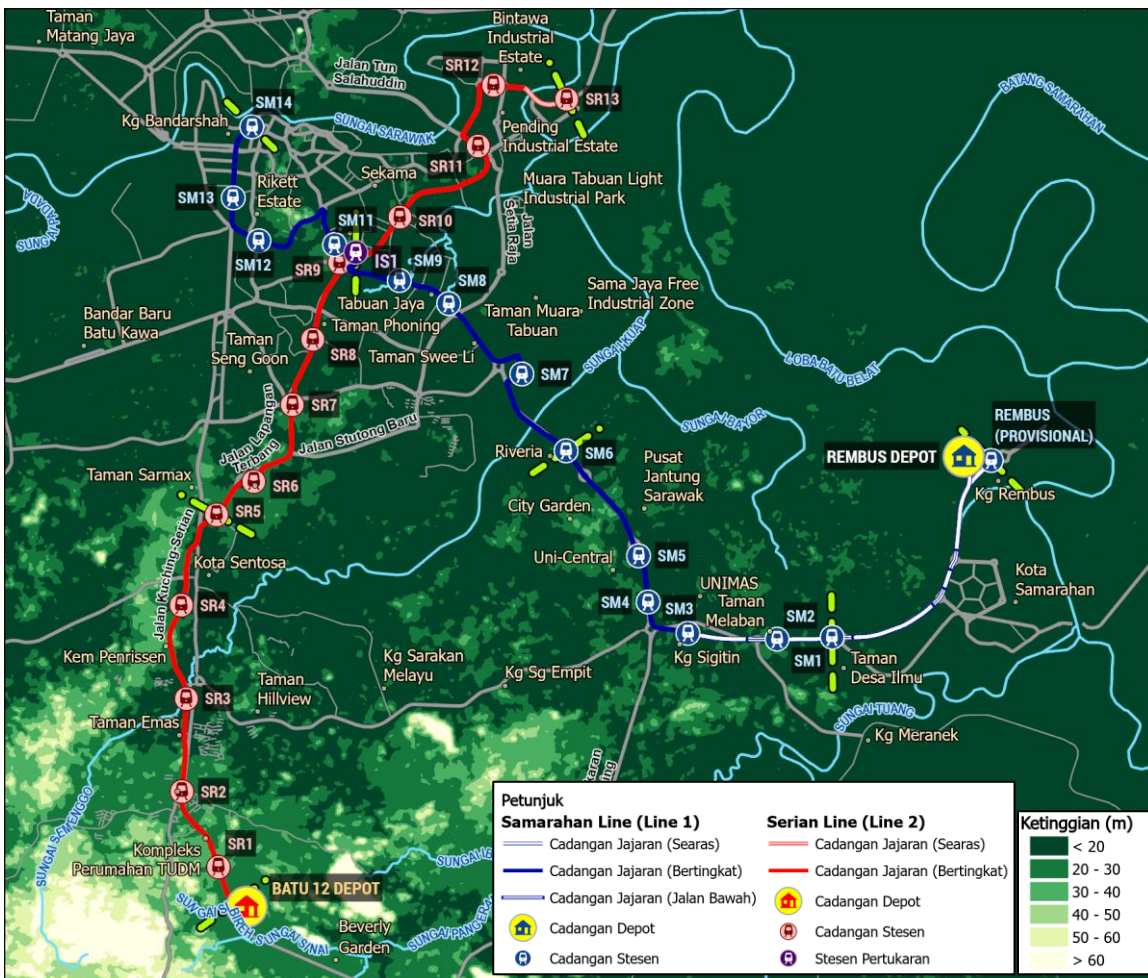 Taman
Matang Jaya
Bintawa
Industrial
Estate
Jalan Tun
Salahuddin
SR12
SR13
SM14
Kg Bandarshah
SUNGAI-SARAWAK
Pending
Industrial Estate
SR11
BATANG-SAMARAHAN
Rikett
Estate
Sekama
Muara Tabuan Light
Industrial Park
SM13
SM11
SR10
Jalan
Setia Raja
SM12
SR9
IS1
SM9
SM8
Tabuan Jaya
Sama Jaya Free
Industrial Zone
Bandar Baru
Batu Kawa
Taman Phoning
Taman Muara
Tabuan
Taman
Seng Goon
SR8
Taman Swee Li
SUNGAI-KUAP
LOBA-BATU-BELAT
SM7
SR7
Jalan Lapangan
Terbang
Jalan Stutong Baru
SUNGAI-BAYOR
REMBUS
(PROVISIONAL)
REMBUS DEPOT
Riveria
SM6
Pusat
Jantung
Sarawak
Taman Sarmax
SR6
Kg Rembus
SR5
City Garden
Jalan Kuching-Serian
Kota Sentosa
Uni-Central
SM5
UNIMAS
Kota
Samarahan
SR4
SM4
SM3
Taman
Melaban
SM2
Kem Penrissen
Kg Sarakan
Melayu
Kg Sg Empit
Kg Sigitin
SM1
Taman
Desa Ilmu
SR3
Taman
Hillview
Taman Emas
SUNGAI-TUANG
Kg Meranek
SR2
SUNGAI SEMENGGO
SR1
Kompleks
Perumahan TUDM
BATU 12 DEPOT
SUNGAI SINAI
Beverly
Garden
Petunjuk
Samarahan Line (Line 1)
Cadangan Jajaran (Searas)
Cadangan Jajaran (Bertingkat)
Cadangan Jajaran (Jalan Bawah)
Cadangan Depot
Cadangan Stesen
Serian Line (Line 2)
Cadangan Jajaran (Searas)
Cadangan Jajaran (Bertingkat)
Cadangan Depot
Cadangan Stesen
Stesen Pertukaran
Ketinggian (m)
< 20
20 - 30
30 - 40
40 - 50
50 - 60
> 60